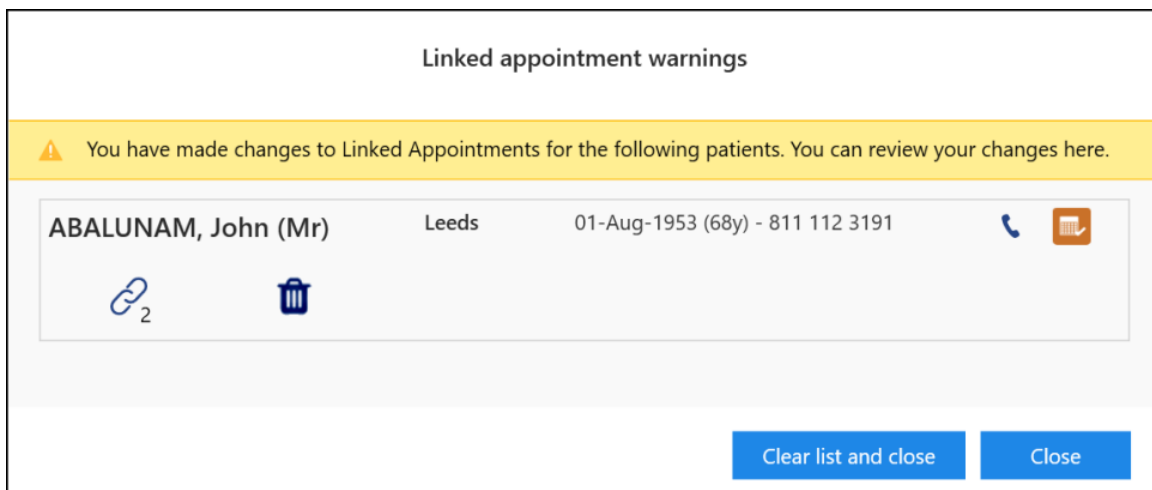 Linked appointment warnings
You have made changes to Linked Appointments for the following patients. You can review your changes here.
ABALUNAM, John (Mr) Leeds 01-Aug-1953 (68y) - 811 112 3191
2
Clear list and close Close